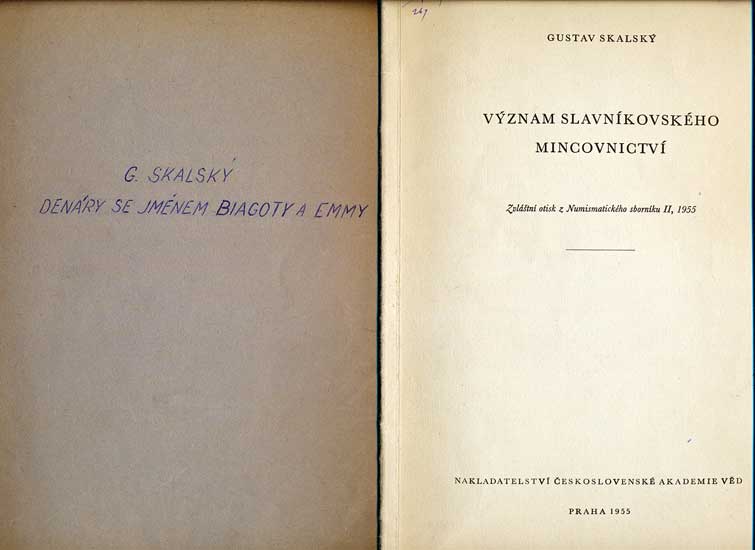 G. SKALSKÝ
DENÁRY SE JMÉNEM BIAGOTY A EMMY
GUSTAV SKALSKÝ
VÝZNAM SLAVNÍKOVSKÉHO
MINCOVNICTVÍ
Zvláštní otisk z Numismatického sborníku II, 1955
NAKLADATELSTVÍ ČESKOSLOVENSKÉ AKADEMIE VĚD
PRAHA 1955